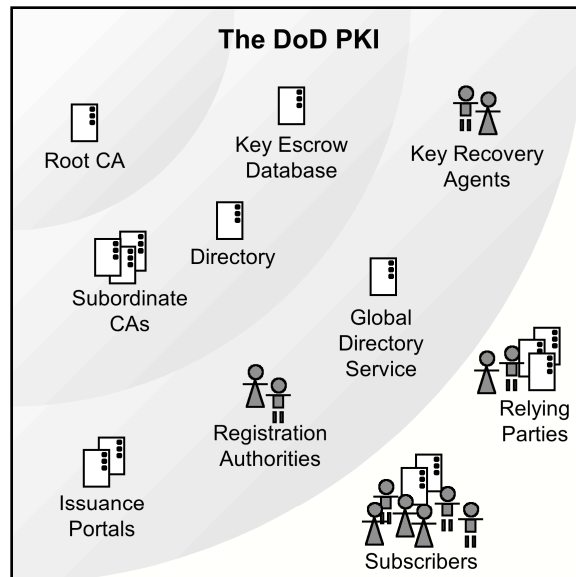 The DoD PKI
Root CA
Key Escrow
Database
Key Recovery
Agents
Directory
Subordinate
CAs
Global
Directory
Service
Relying
Parties
Registration
Authorities
Issuance
Portals
Subscribers